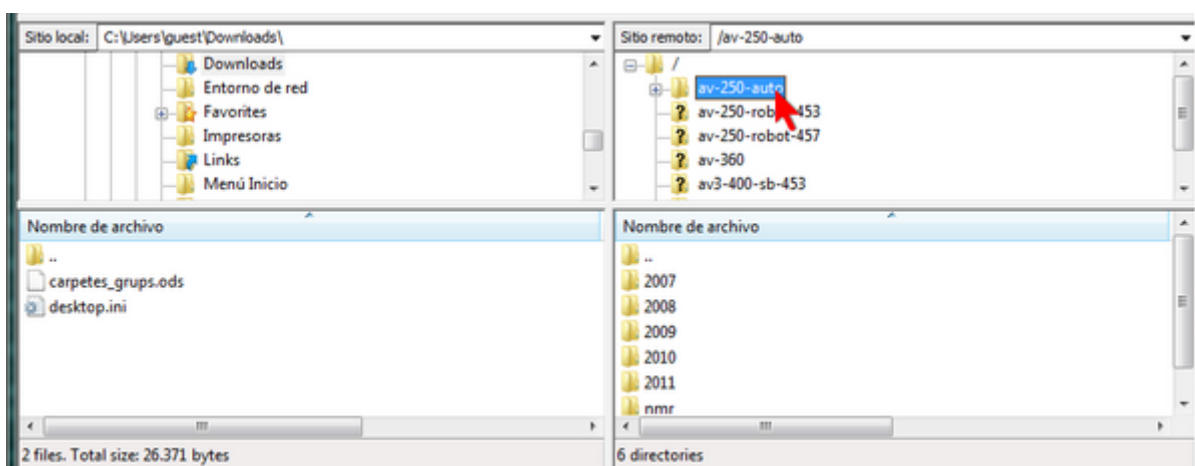 Sitio local: C:\Users\guest\Downloads\
Downloads
Entorno de red
Favorites
Impresoras
Links
Menú Inicio
Nombre de archivo
..
carpetes_grups.ods
desktop.ini
2 files. Total size: 26.371 bytes
Sitio remoto: /av-250-auto
/
av-250-auto
av-250-robot-453
av-250-robot-457
av-360
av3-400-sb-453
Nombre de archivo
..
2007
2008
2009
2010
2011
nmr
6 directories